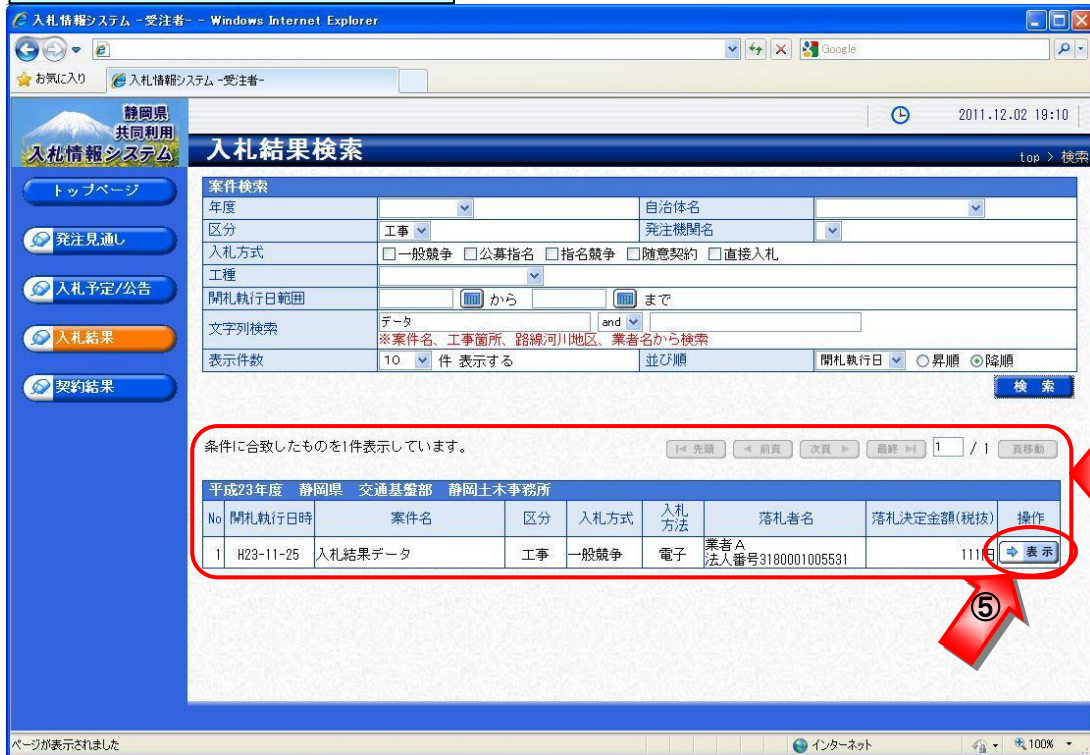 入札情報システム -受注者- - Windows Internet Explorer
Google
お気に入り 入札情報システム -受注者-
静岡県
共同利用
入札情報システム
2011.12.02 19:10
入札結果検索
top > 検索
トップページ
発注見通し
入札予定/公告
入札結果
契約結果
案件検索
年度 自治体名
区分 工事 発注機関名
入札方式 一般競争 公募指名 指名競争 随意契約 直接入札
工種
開札執行日範囲 から まで
文字列検索 データ and
※案件名、工事箇所、路線河川地区、業者名から検索
表示件数 10 件 表示する 並び順 開札執行日 昇順 降順
検 索
条件に合致したものを1件表示しています。 先頭 前頁 次頁 最終 1 / 1 頁移動
平成23年度 静岡県 交通基盤部 静岡土木事務所
No 開札執行日時 案件名 区分 入札方式 入札方法 落札者名 落札決定金額(税抜) 操作
1 H23-11-25 入札結果データ 工事 一般競争 電子 業者A 111円 表示
法人番号3180001005531
⑤
ページが表示されました インターネット 100%